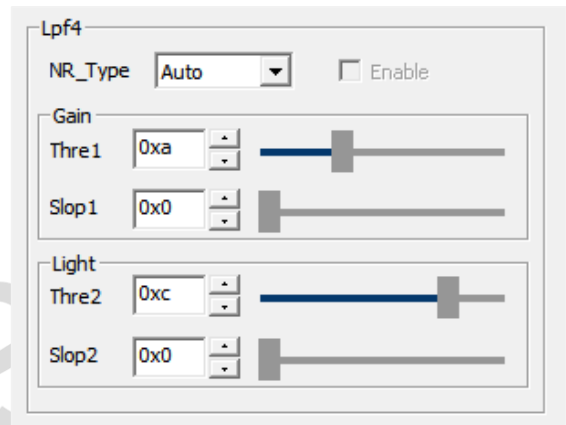 Lpf4
NR_Type Auto Enable
Gain
Thre1 0xa
Slop1 0x0
Light
Thre2 0xc
Slop2 0x0